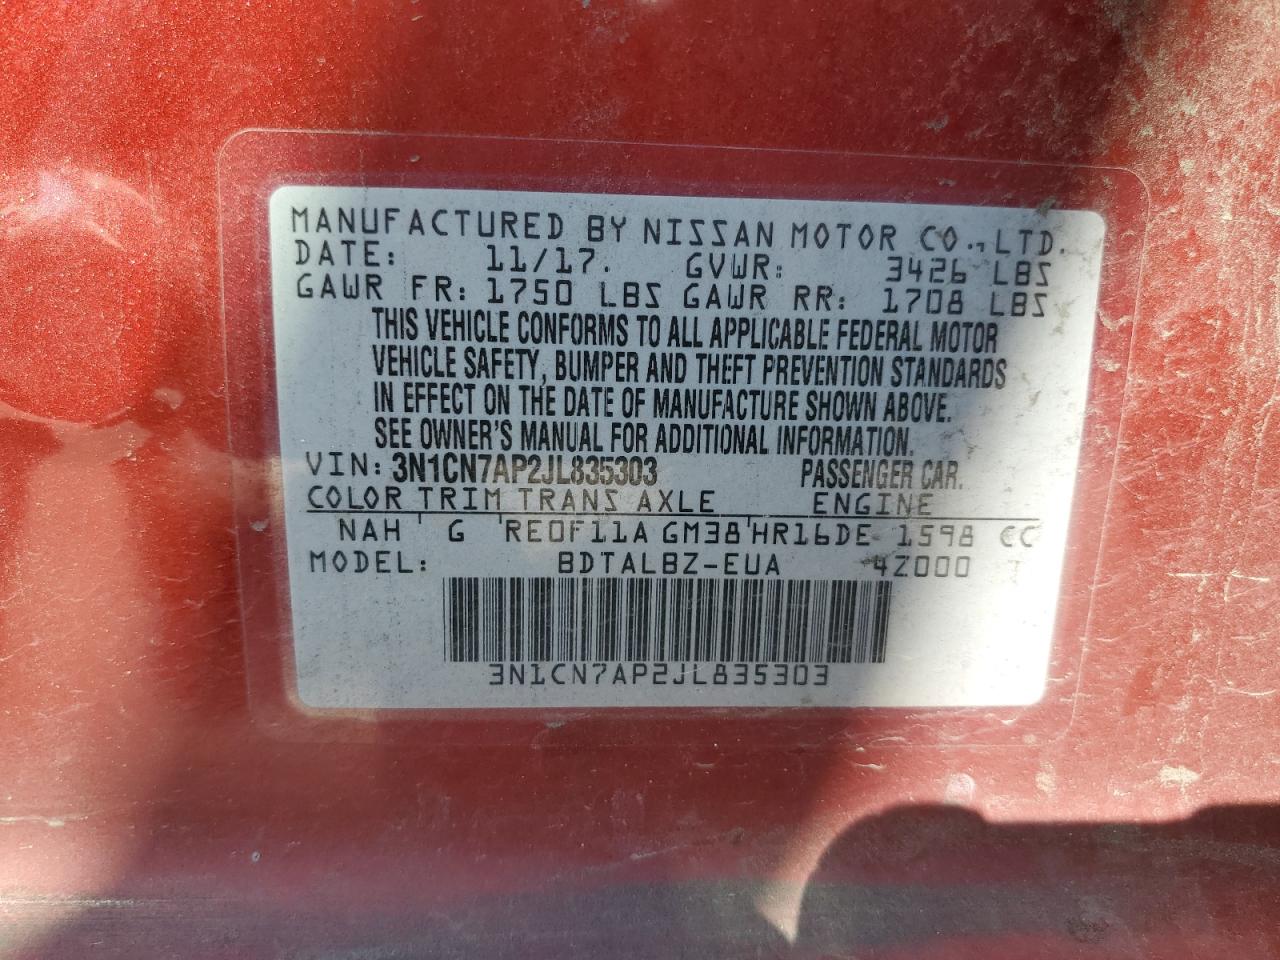 MANUFACTURED BY NISSAN MOTOR CO.,LTD.
DATE: 11/17. GVWR: 3426 LBS
GAWR FR: 1750 LBS GAWR RR: 1708 LBS
THIS VEHICLE CONFORMS TO ALL APPLICABLE FEDERAL MOTOR
VEHICLE SAFETY, BUMPER AND THEFT PREVENTION STANDARDS
IN EFFECT ON THE DATE OF MANUFACTURE SHOWN ABOVE.
SEE OWNER'S MANUAL FOR ADDITIONAL INFORMATION.
VIN: 3N1CN7AP2JL835303 PASSENGER CAR.
COLOR TRIM TRANS AXLE ENGINE
NAH ' G ' RE0F11A GM38 ' HR16DE 1598 CC
MODEL: BDTALBZ-EUA 4Z000
3N1CN7AP2JL835303